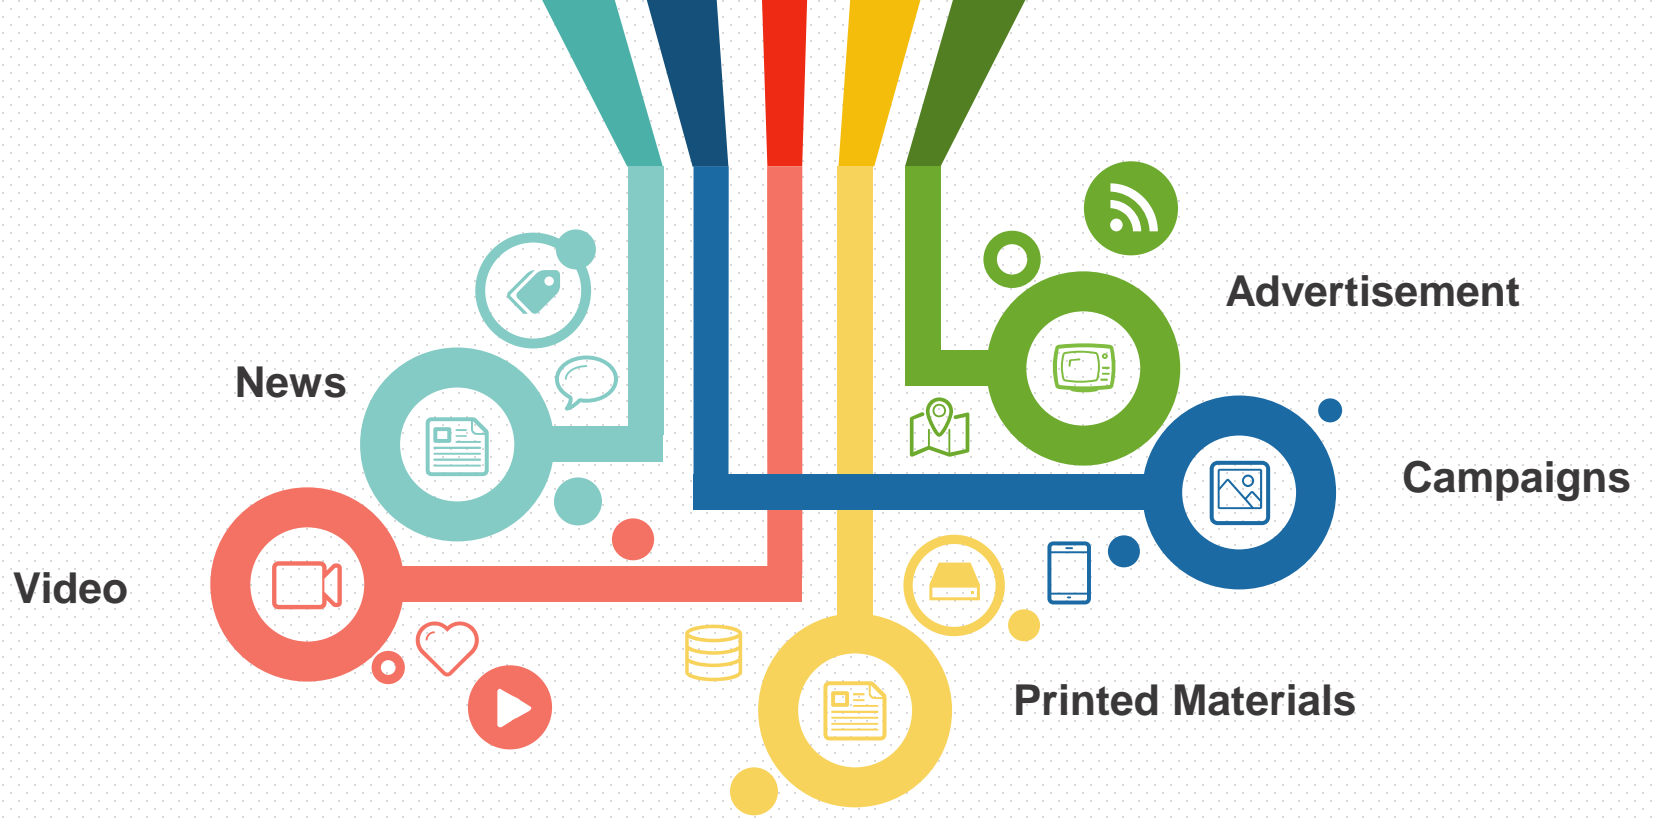 Advertisement
News
Campaigns
Video
Printed Materials